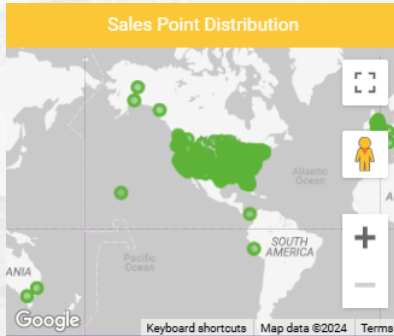 Sales Point Distribution
Atlantic
Ocean
A
Pacific
Ocean
SOUTH
AMERICA
ANIA
Google
Keyboard shortcuts
Map data ©2024
Terms